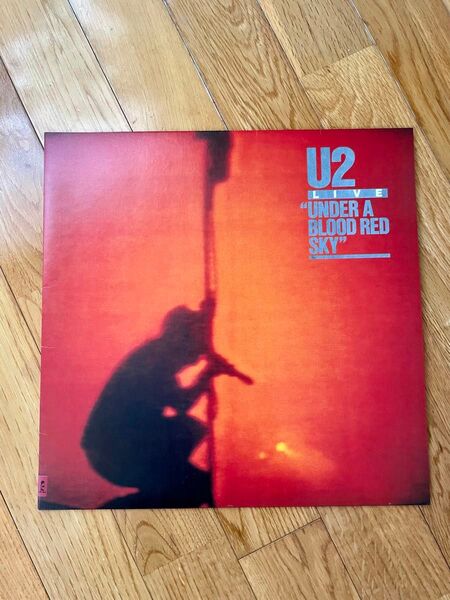 U2
LIVE
“UNDER A
BLOOD RED
SKY”